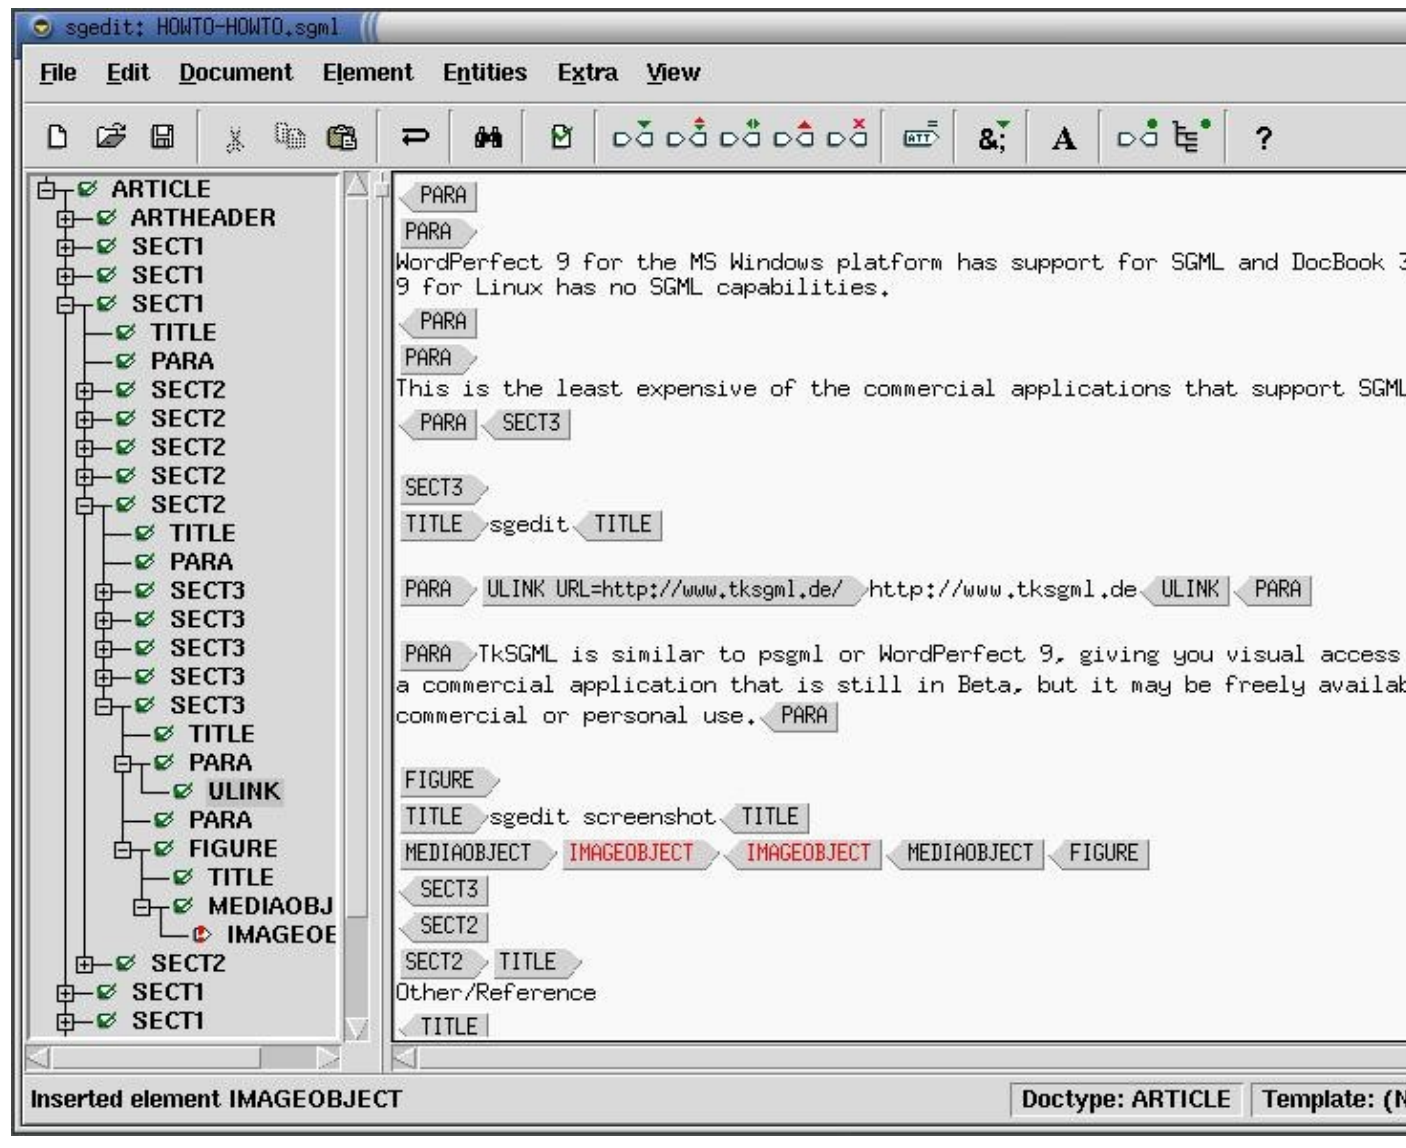 sgedit: HOWTO-HOWTO.sgml
File Edit Document Element Entities Extra View
ATT &; A ?
ARTICLE
ARTHEADER
SECT1
SECT1
SECT1
TITLE
PARA
SECT2
SECT2
SECT2
SECT2
SECT2
TITLE
PARA
SECT3
SECT3
SECT3
SECT3
SECT3
TITLE
PARA
ULINK
PARA
FIGURE
TITLE
MEDIAOBJ
IMAGEOE
SECT2
SECT1
SECT1
PARA
PARA
WordPerfect 9 for the MS Windows platform has support for SGML and DocBook 3
9 for Linux has no SGML capabilities.
PARA
PARA
This is the least expensive of the commercial applications that support SGML
PARA SECT3
SECT3
TITLE sgedit TITLE
PARA ULINK URL=http://www.tksgml.de/ http://www.tksgml.de ULINK PARA
PARA TkSGML is similar to psgml or WordPerfect 9, giving you visual access
a commercial application that is still in Beta, but it may be freely availab
commercial or personal use. PARA
FIGURE
TITLE sgedit screenshot TITLE
MEDIAOBJECT IMAGEOBJECT IMAGEOBJECT MEDIAOBJECT FIGURE
SECT3
SECT2
SECT2 TITLE
Other/Reference
TITLE
Inserted element IMAGEOBJECT Doctype: ARTICLE Template: (N